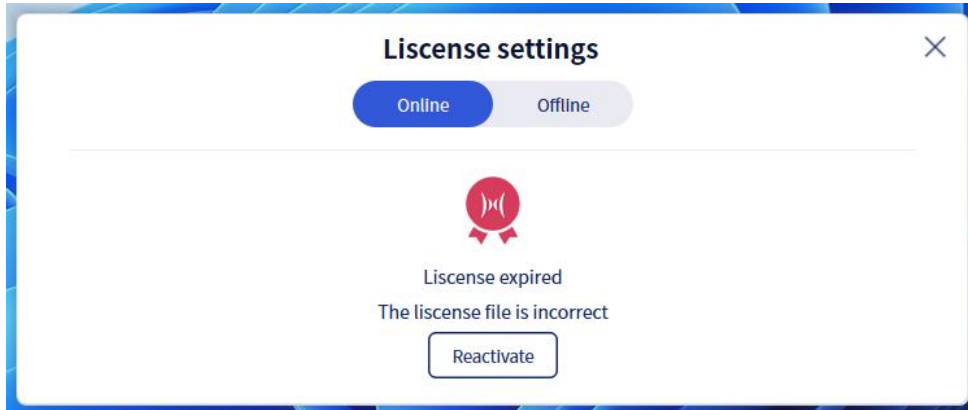 Liscense settings
Online Offline
Liscense expired
The liscense file is incorrect
Reactivate